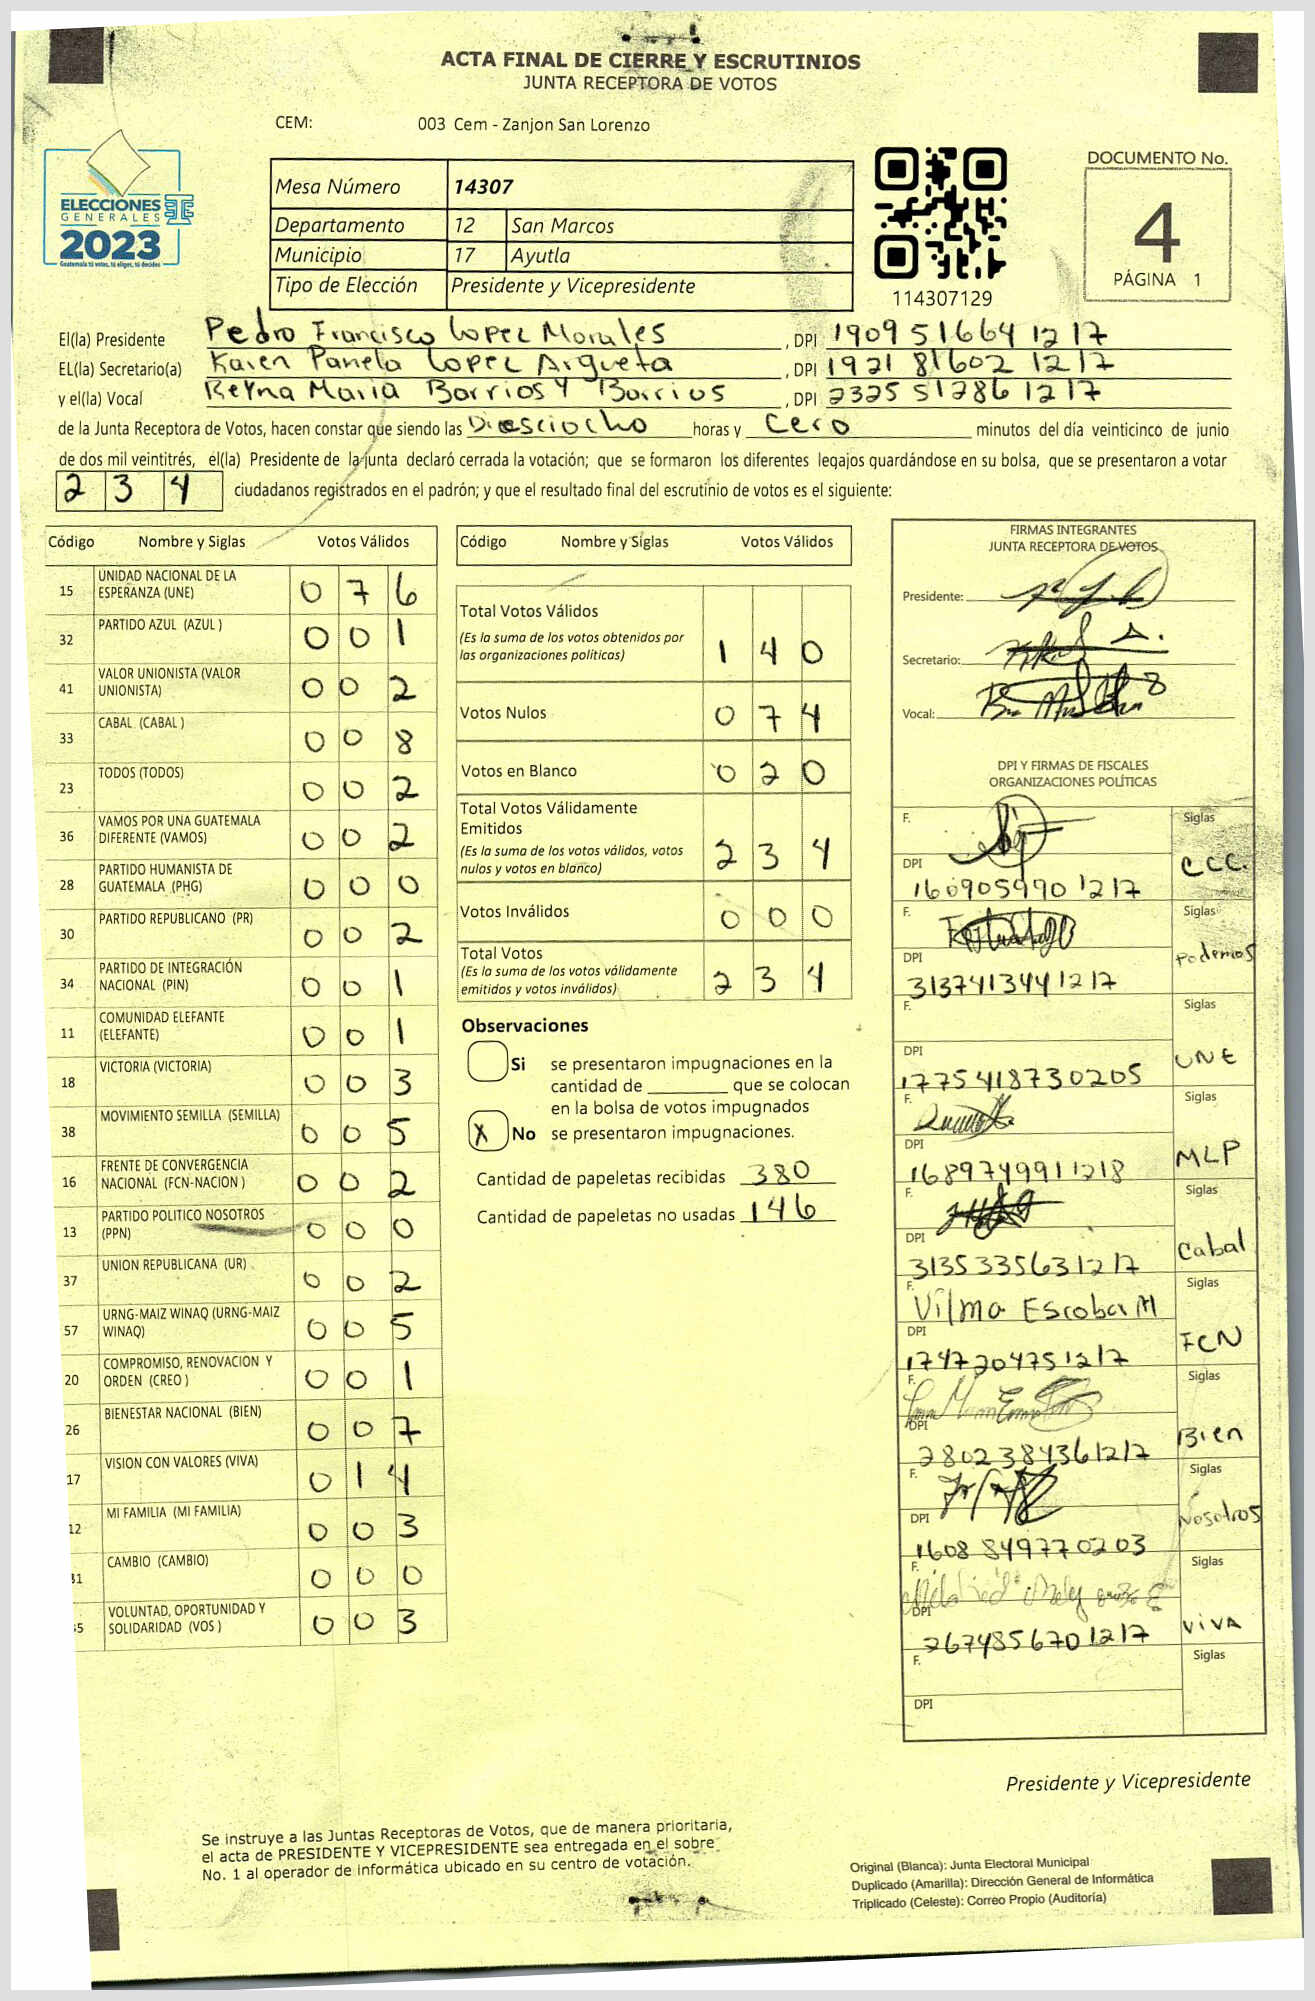 ACTA FINAL DE CIERRE Y ESCRUTINIOS
JUNTA RECEPTORA DE VOTOS
CEM: 003 Cem - Zanjon San Lorenzo
ELECCIONES
GENERALES
2023
Guatemala tú votas, tú eliges, tú decides
Mesa Número 14307
Departamento 12 San Marcos
Municipio 17 Ayutla
Tipo de Elección Presidente y Vicepresidente
114307129
DOCUMENTO No.
4
PÁGINA 1
El(la) Presidente Pedro Francisco Lopez Morales , DPI 1909 51664 1217
EL(la) Secretario(a) Karen Pamela Lopez Argueta , DPI 1921 81602 1217
y el(la) Vocal Reyna Maria Barrios Y Barrios , DPI 2325 51286 1217
de la Junta Receptora de Votos, hacen constar que siendo las Diesciocho horas y Cero minutos del día veinticinco de junio
de dos mil veintitrés, el(la) Presidente de la junta declaró cerrada la votación; que se formaron los diferentes legajos guardándose en su bolsa, que se presentaron a votar
2 3 4 ciudadanos registrados en el padrón; y que el resultado final del escrutinio de votos es el siguiente:
Código Nombre y Siglas Votos Válidos
15 UNIDAD NACIONAL DE LA ESPERANZA (UNE) 0 7 6
32 PARTIDO AZUL (AZUL ) 0 0 1
41 VALOR UNIONISTA (VALOR UNIONISTA) 0 0 2
33 CABAL (CABAL ) 0 0 8
23 TODOS (TODOS) 0 0 2
36 VAMOS POR UNA GUATEMALA DIFERENTE (VAMOS) 0 0 2
28 PARTIDO HUMANISTA DE GUATEMALA (PHG) 0 0 0
30 PARTIDO REPUBLICANO (PR) 0 0 2
34 PARTIDO DE INTEGRACIÓN NACIONAL (PIN) 0 0 1
11 COMUNIDAD ELEFANTE (ELEFANTE) 0 0 1
18 VICTORIA (VICTORIA) 0 0 3
38 MOVIMIENTO SEMILLA (SEMILLA) 0 0 5
16 FRENTE DE CONVERGENCIA NACIONAL (FCN-NACION ) 0 0 2
13 PARTIDO POLITICO NOSOTROS (PPN) 0 0 0
37 UNION REPUBLICANA (UR) 0 0 2
57 URNG-MAIZ WINAQ (URNG-MAIZ WINAQ) 0 0 5
20 COMPROMISO, RENOVACION Y ORDEN (CREO ) 0 0 1
26 BIENESTAR NACIONAL (BIEN) 0 0 7
17 VISION CON VALORES (VIVA) 0 1 4
12 MI FAMILIA (MI FAMILIA) 0 0 3
31 CAMBIO (CAMBIO) 0 0 0
5 VOLUNTAD, OPORTUNIDAD Y SOLIDARIDAD (VOS ) 0 0 3
Código Nombre y Siglas Votos Válidos
Total Votos Válidos
(Es la suma de los votos obtenidos por las organizaciones políticas) 1 4 0
Votos Nulos 0 7 4
Votos en Blanco 0 2 0
Total Votos Válidamente Emitidos
(Es la suma de los votos válidos, votos nulos y votos en blanco) 2 3 4
Votos Inválidos 0 0 0
Total Votos
(Es la suma de los votos válidamente emitidos y votos inválidos) 2 3 4
Observaciones
Si se presentaron impugnaciones en la
cantidad de ________ que se colocan
en la bolsa de votos impugnados
X No se presentaron impugnaciones.
Cantidad de papeletas recibidas 380
Cantidad de papeletas no usadas 146
FIRMAS INTEGRANTES
JUNTA RECEPTORA DE VOTOS
Presidente:
Secretario:
Vocal:
DPI Y FIRMAS DE FISCALES
ORGANIZACIONES POLÍTICAS
F. Siglas
DPI 160905990 1217 CCC.
F. Siglas
DPI 3137413441217 Podemos
F. Siglas
DPI 1775418730205 UNE
F. Siglas
DPI 1689749911218 MLP
F. Siglas
DPI 3135335631217 Cabal
F. Vilma Escobar M Siglas
DPI 1747204751217 FCN
F. Siglas
DPI 2802384361217 Bien
F. Siglas
DPI 1608 849770203 Nosotros
F. Siglas
DPI 2674856701217 VIVA
F. Siglas
DPI
Presidente y Vicepresidente
Se instruye a las Juntas Receptoras de Votos, que de manera prioritaria,
el acta de PRESIDENTE Y VICEPRESIDENTE sea entregada en el sobre
No. 1 al operador de informática ubicado en su centro de votación.
Original (Blanca): Junta Electoral Municipal
Duplicado (Amarilla): Dirección General de Informática
Triplicado (Celeste): Correo Propio (Auditoría)